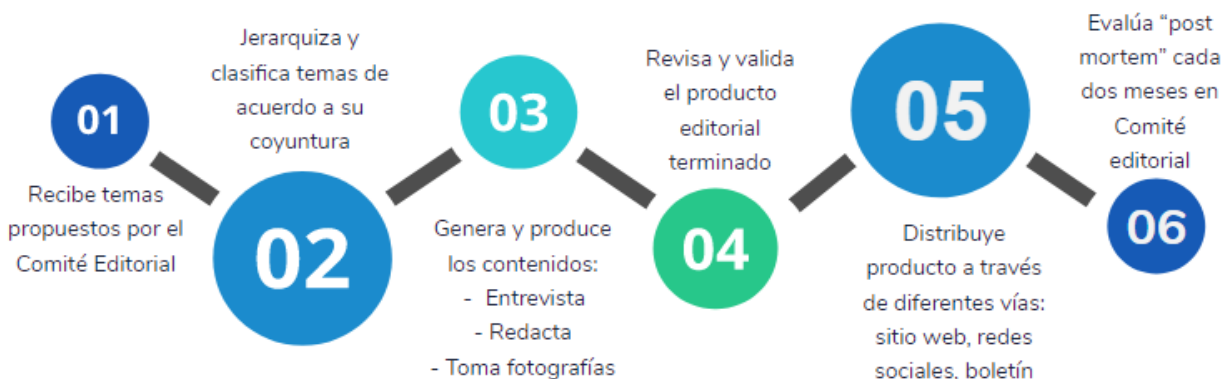 01
Recibe temas
propuestos por el
Comité Editorial
Jerarquiza y
clasifica temas de
acuerdo a su
coyuntura
02
03
Genera y produce
los contenidos:
- Entrevista
- Redacta
- Toma fotografías
Revisa y valida
el producto
editorial
terminado
04
05
Distribuye
producto a través
de diferentes vías:
sitio web, redes
sociales, boletín
Evalúa “post
mortem” cada
dos meses en
Comité
editorial
06